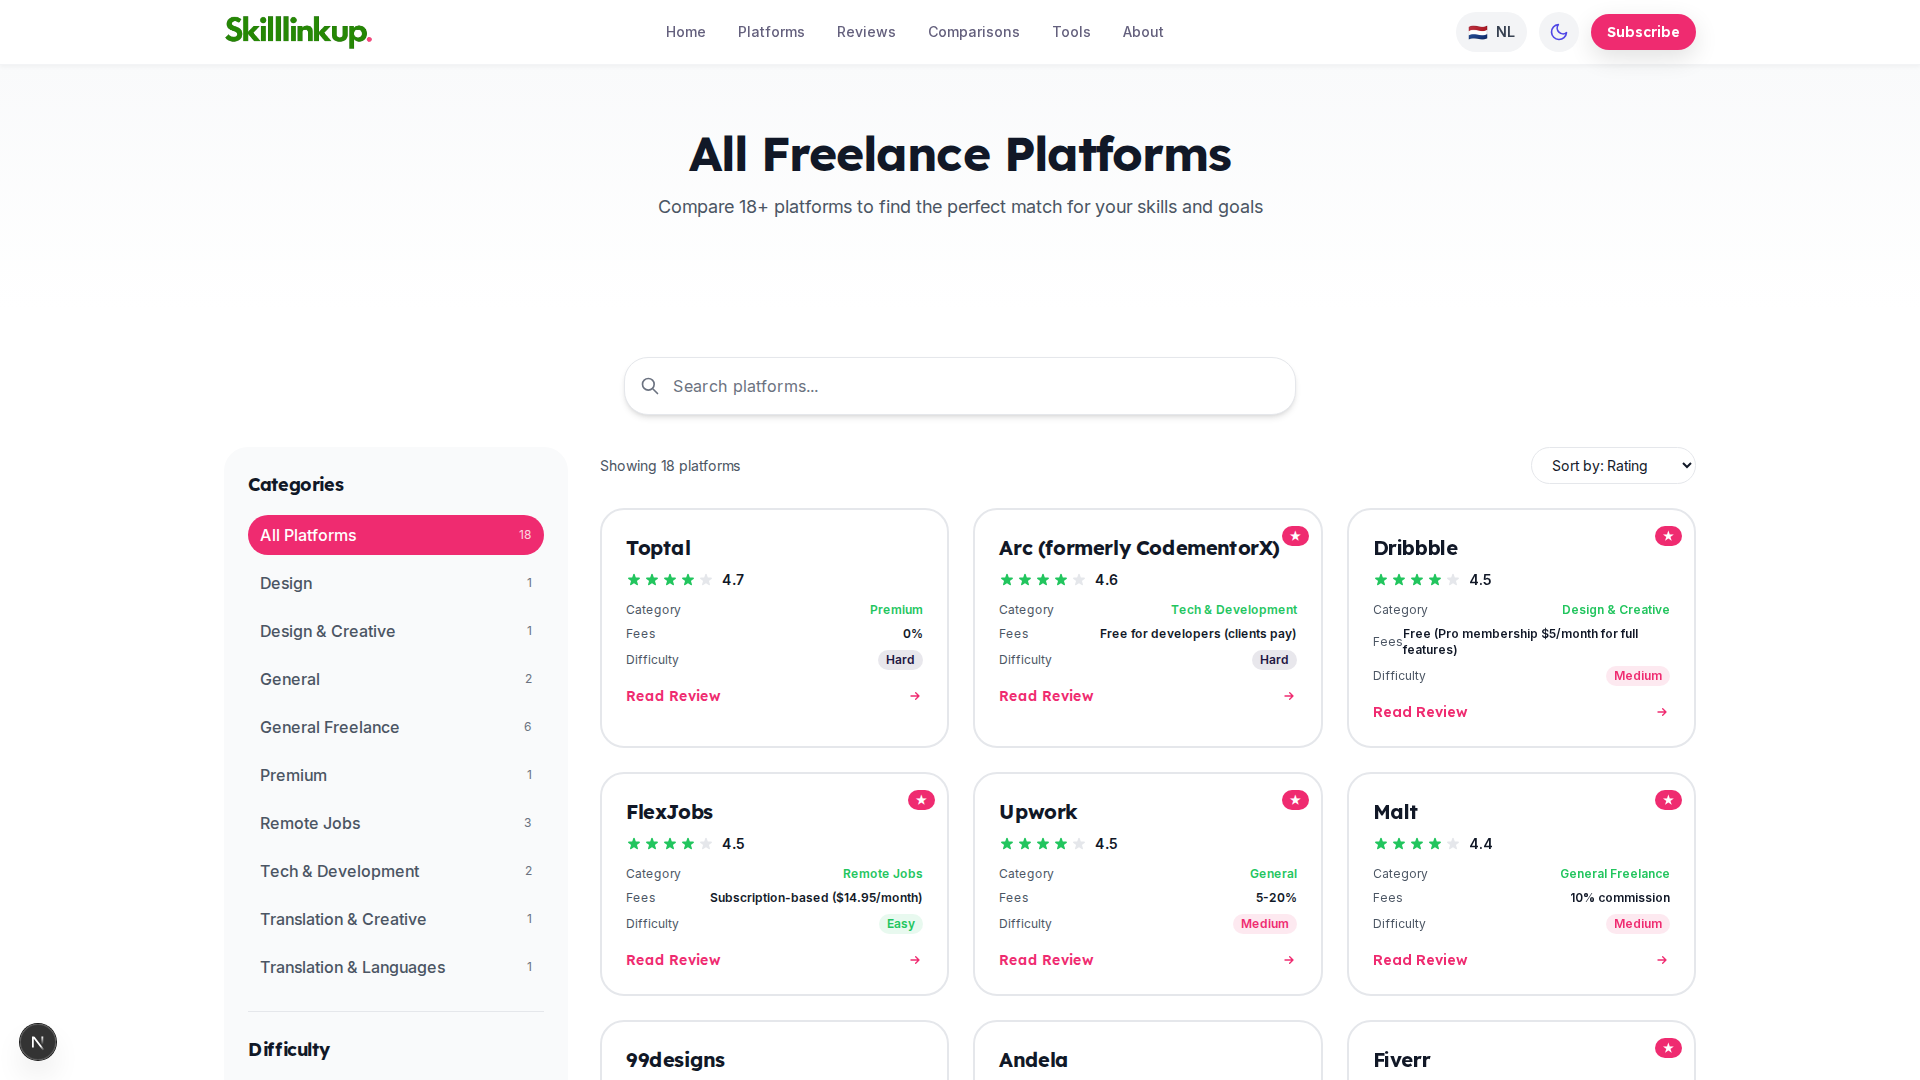 Skilllinkup.
Home
Platforms
Reviews
Comparisons
Tools
About
NL
Subscribe
All Freelance Platforms
Compare 18+ platforms to find the perfect match for your skills and goals
Search platforms...
Categories
All Platforms 18
Design 1
Design & Creative 1
General 2
General Freelance 6
Premium 1
Remote Jobs 3
Tech & Development 2
Translation & Creative 1
Translation & Languages 1
Difficulty
Showing 18 platforms
Sort by: Rating
Toptal
4.7
Category Premium
Fees 0%
Difficulty Hard
Read Review →
Arc (formerly CodementorX)
4.6
Category Tech & Development
Fees Free for developers (clients pay)
Difficulty Hard
Read Review →
Dribbble
4.5
Category Design & Creative
Fees Free (Pro membership $5/month for full
features)
Difficulty Medium
Read Review →
FlexJobs
4.5
Category Remote Jobs
Fees Subscription-based ($14.95/month)
Difficulty Easy
Read Review →
Upwork
4.5
Category General
Fees 5-20%
Difficulty Medium
Read Review →
Malt
4.4
Category General Freelance
Fees 10% commission
Difficulty Medium
Read Review →
99designs
Andela
Fiverr
N